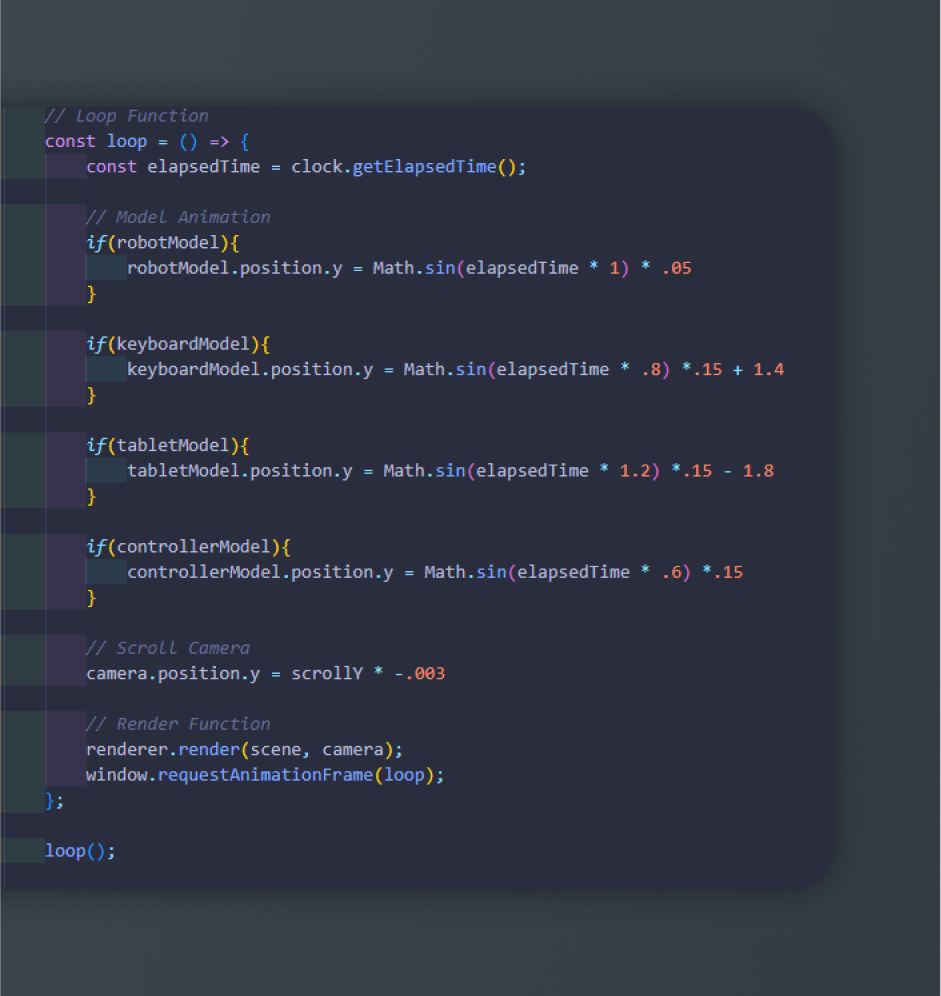 // Loop Function
const loop = () => {
const elapsedTime = clock.getElapsedTime();
// Model Animation
if(robotModel){
robotModel.position.y = Math.sin(elapsedTime * 1) * .05
}
if(keyboardModel){
keyboardModel.position.y = Math.sin(elapsedTime * .8) *.15 + 1.4
}
if(tabletModel){
tabletModel.position.y = Math.sin(elapsedTime * 1.2) *.15 - 1.8
}
if(controllerModel){
controllerModel.position.y = Math.sin(elapsedTime * .6) *.15
}
// Scroll Camera
camera.position.y = scrollY * -.003
// Render Function
renderer.render(scene, camera);
window.requestAnimationFrame(loop);
};
loop();